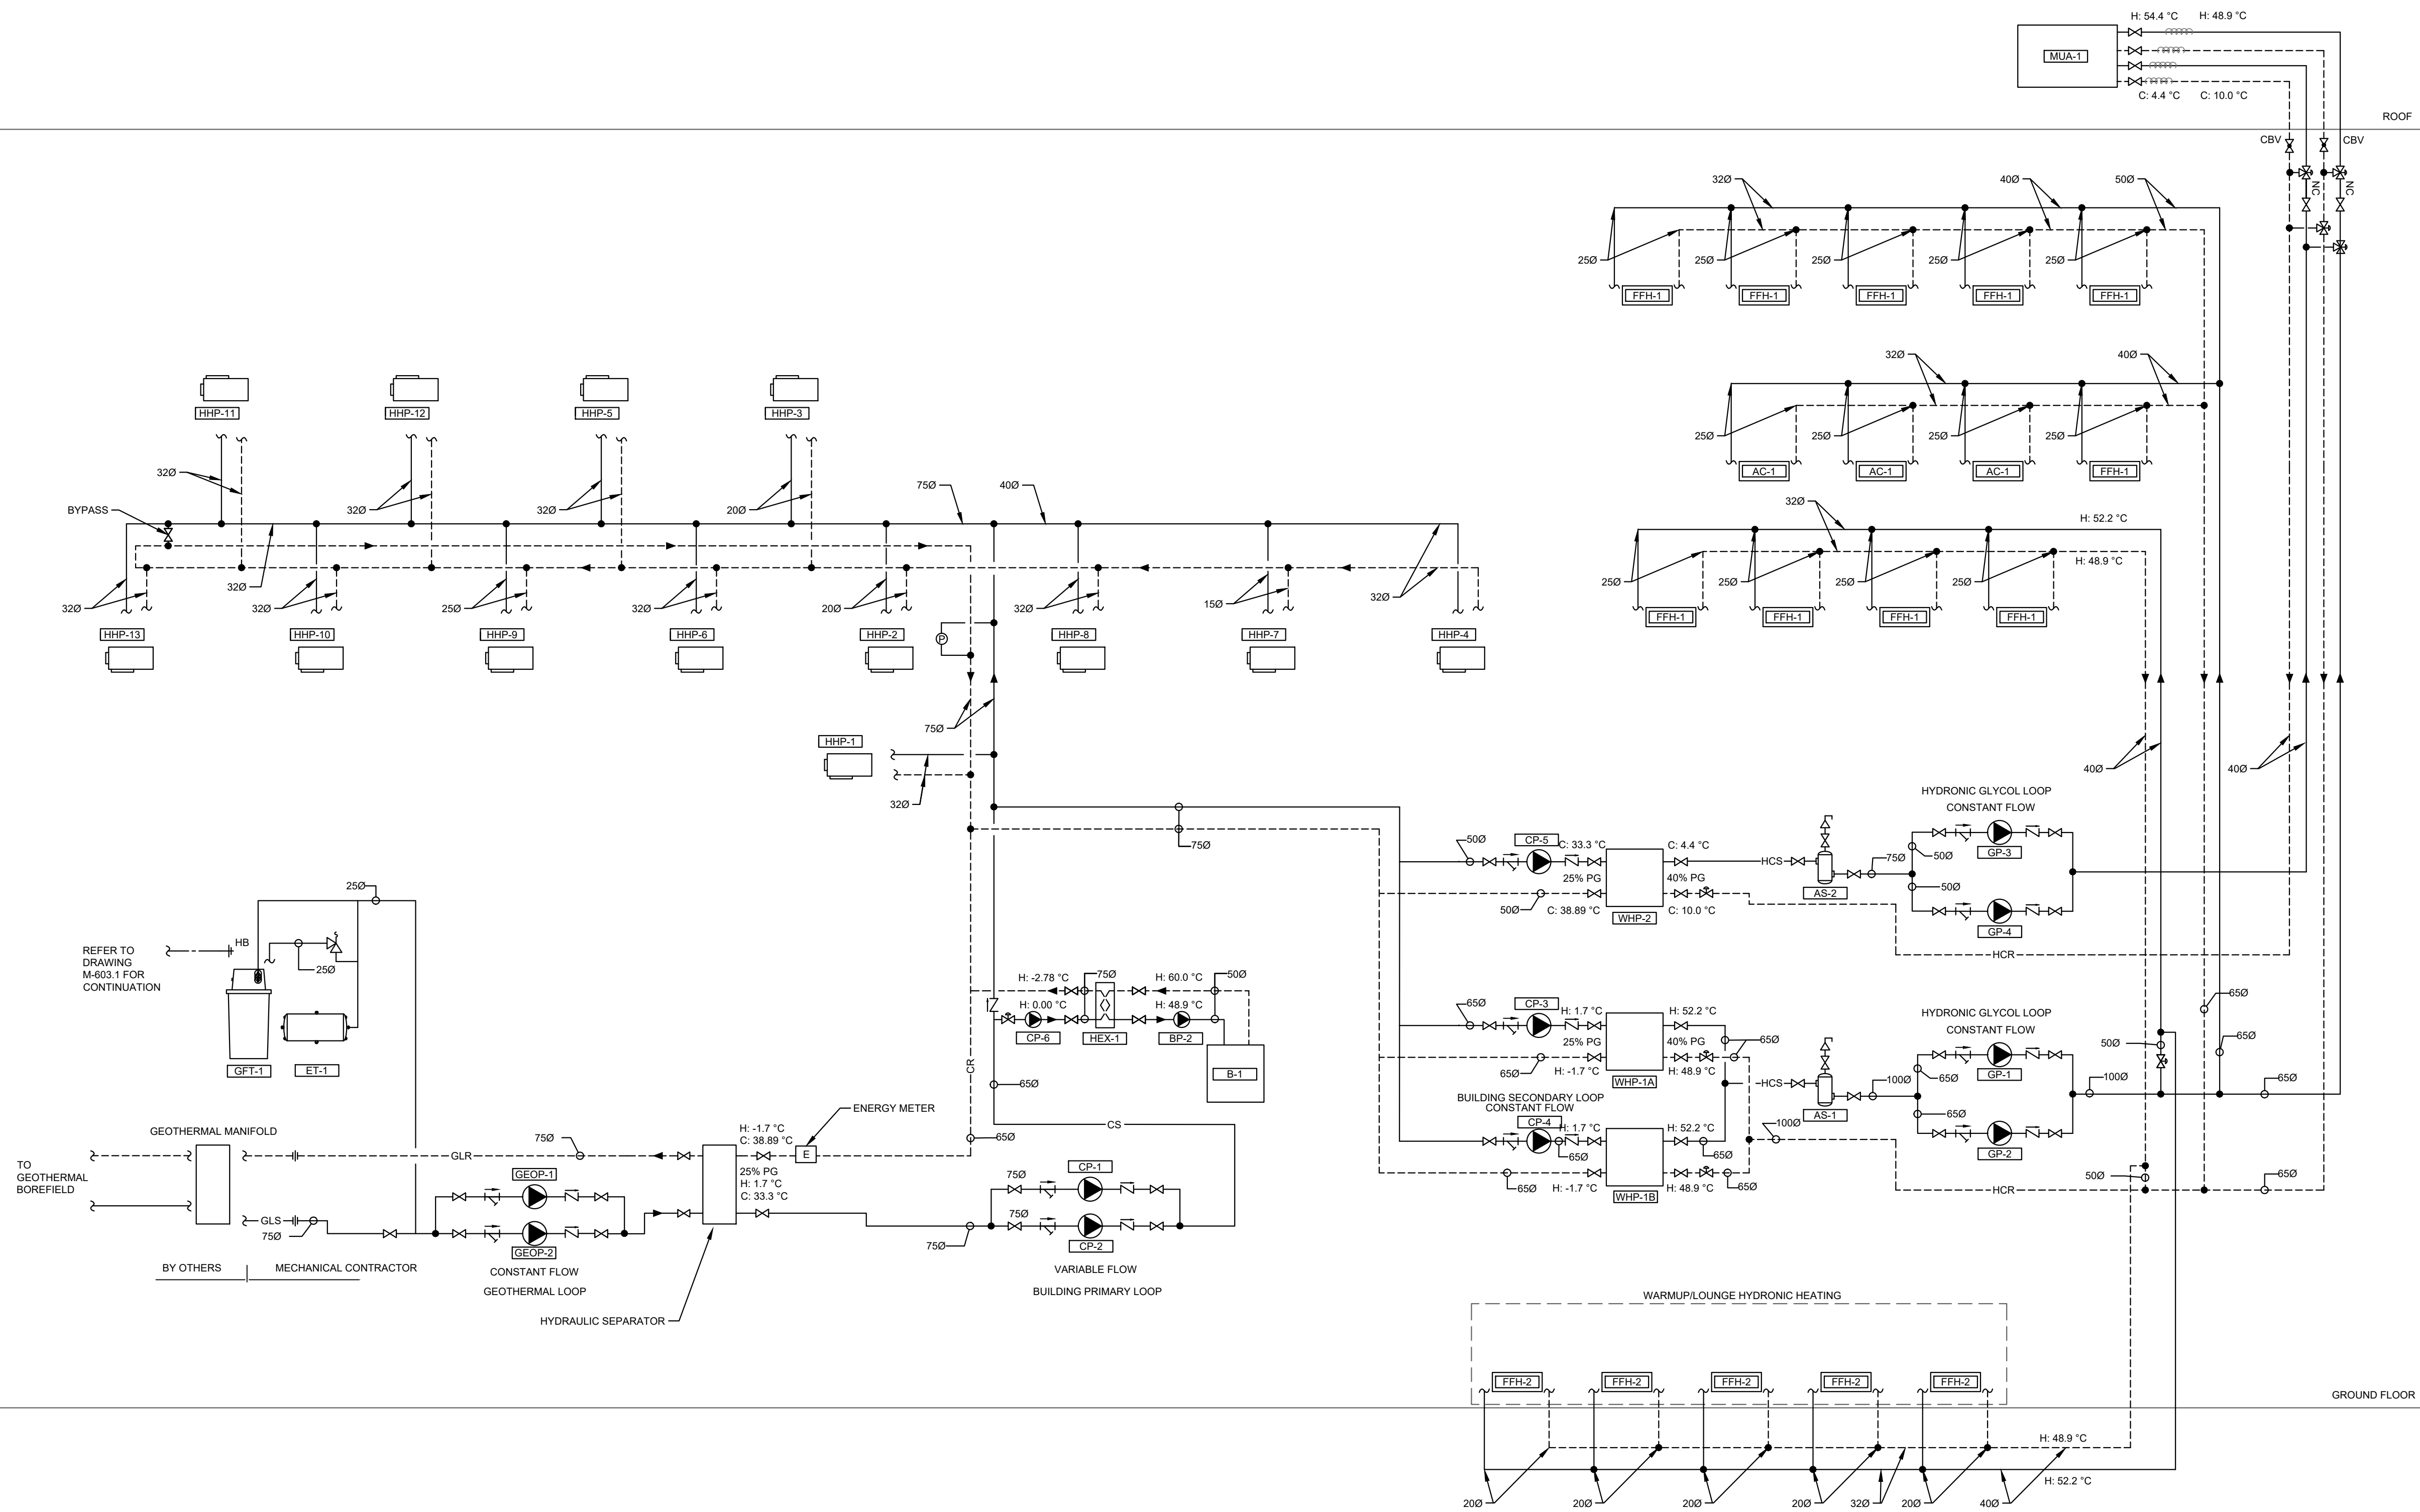 H: 54.4 °C H: 48.9 °C
MUA-1
C: 4.4 °C C: 10.0 °C
ROOF
CBV CBV
NC NC
32Ø 40Ø 50Ø
25Ø 25Ø 25Ø 25Ø 25Ø
FFH-1 FFH-1 FFH-1 FFH-1 FFH-1
32Ø 40Ø
25Ø 25Ø 25Ø 25Ø
AC-1 AC-1 AC-1 FFH-1
32Ø
H: 52.2 °C
H: 48.9 °C
25Ø 25Ø 25Ø 25Ø
FFH-1 FFH-1 FFH-1 FFH-1
HHP-11 HHP-12 HHP-5 HHP-3
32Ø
BYPASS 32Ø 32Ø 20Ø 75Ø 40Ø
32Ø
32Ø 32Ø 25Ø 32Ø 20Ø 32Ø 15Ø 32Ø
HHP-13 HHP-10 HHP-9 HHP-6 HHP-2 P HHP-8 HHP-7 HHP-4
75Ø
HHP-1
32Ø
40Ø 40Ø
75Ø
HYDRONIC GLYCOL LOOP
CONSTANT FLOW
50Ø CP-5 C: 33.3 °C C: 4.4 °C
25% PG 40% PG
HCS 75Ø 50Ø GP-3
50Ø
AS-2
50Ø C: 38.89 °C WHP-2 C: 10.0 °C
GP-4
HCR
25Ø
HB
25Ø
REFER TO
DRAWING
M-603.1 FOR
CONTINUATION
GFT-1 ET-1
H: -2.78 °C 75Ø H: 60.0 °C 50Ø
H: 0.00 °C H: 48.9 °C
CP-6 HEX-1 BP-2
B-1
CR
65Ø
65Ø CP-3 H: 1.7 °C H: 52.2 °C
25% PG 40% PG 65Ø
65Ø H: -1.7 °C WHP-1A H: 48.9 °C
HYDRONIC GLYCOL LOOP
CONSTANT FLOW
HCS 100Ø 65Ø GP-1
AS-1
65Ø
GP-2
65Ø
65Ø
50Ø
100Ø 65Ø
BUILDING SECONDARY LOOP
CONSTANT FLOW
CP-4 H: 1.7 °C H: 52.2 °C
65Ø 65Ø
100Ø
65Ø H: -1.7 °C WHP-1B H: 48.9 °C 65Ø
HCR
50Ø 65Ø
ENERGY METER
CS
GEOTHERMAL MANIFOLD
TO
GEOTHERMAL
BOREFIELD
75Ø
GLR
H: -1.7 °C
C: 38.89 °C
E
65Ø
25% PG
H: 1.7 °C
C: 33.3 °C
GEOP-1
GLS
75Ø
GEOP-2
75Ø CP-1
75Ø
75Ø CP-2
BY OTHERS MECHANICAL CONTRACTOR
CONSTANT FLOW
GEOTHERMAL LOOP
VARIABLE FLOW
BUILDING PRIMARY LOOP
HYDRAULIC SEPARATOR
WARMUP/LOUNGE HYDRONIC HEATING
FFH-2 FFH-2 FFH-2 FFH-2 FFH-2
GROUND FLOOR
H: 48.9 °C
H: 52.2 °C
20Ø 20Ø 20Ø 20Ø 32Ø 20Ø 40Ø